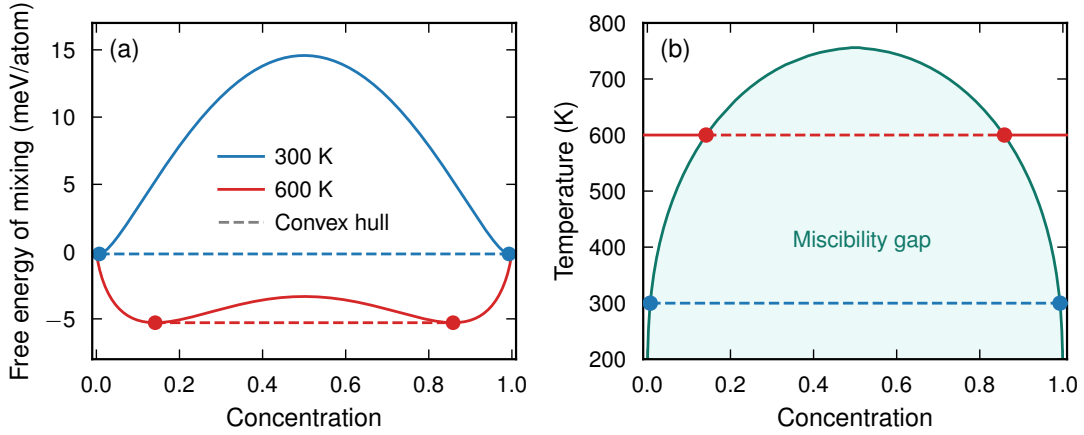 (a)
Free energy of mixing (meV/atom)
15
10
5
0
−5
300 K
600 K
Convex hull
0.0 0.2 0.4 0.6 0.8 1.0
Concentration
(b)
Temperature (K)
800
700
600
500
400
300
200
Miscibility gap
0.0 0.2 0.4 0.6 0.8 1.0
Concentration